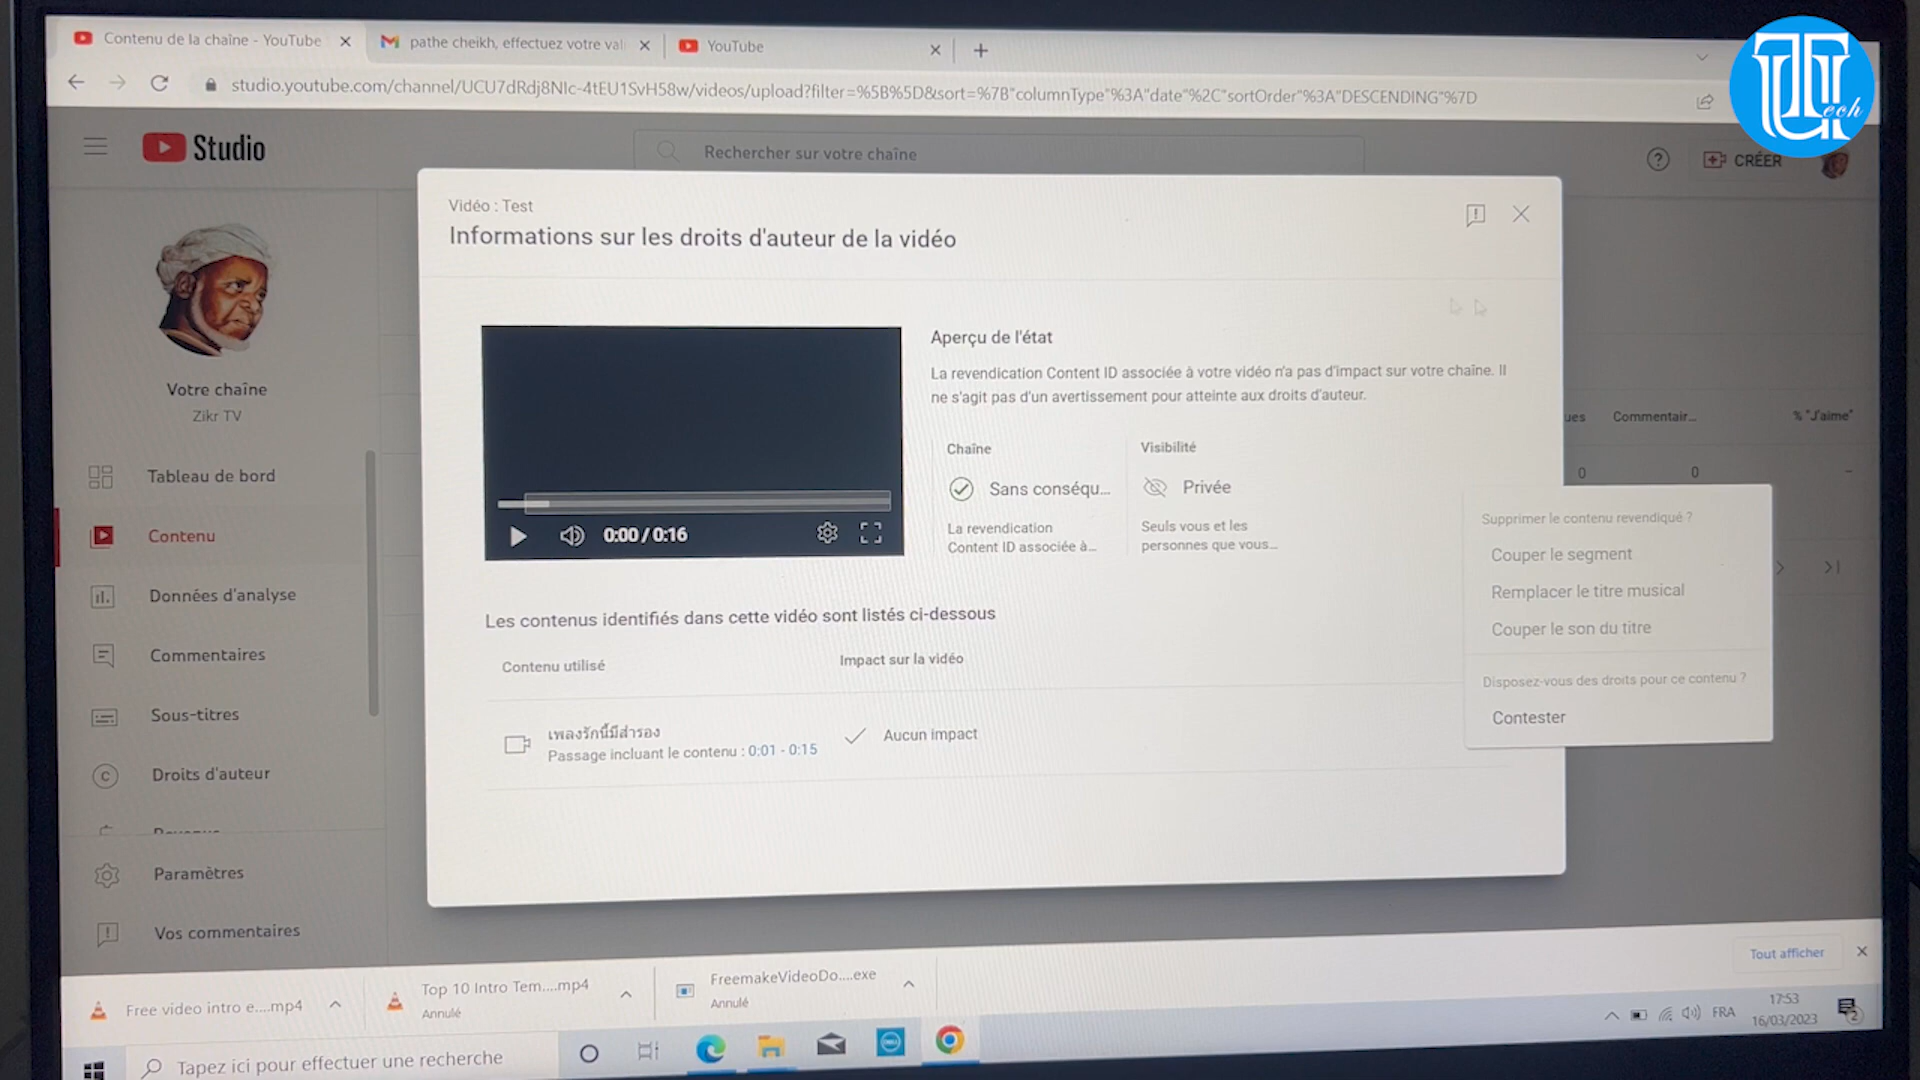 Contenu de la chaîne - YouTube
pathe cheikh, effectuez votre val
YouTube
studio.youtube.com/channel/UCU7dRdj8NIc-4tEU1SvH58w/videos/upload?filter=%5B%5D&sort=%7B"columnType"%3A"date"%2C"sortOrder"%3A"DESCENDING"%7D
UTech
Studio
Rechercher sur votre chaîne
CRÉER
Vidéo : Test
Informations sur les droits d'auteur de la vidéo
Votre chaîne
Zikr TV
Tableau de bord
Contenu
Données d'analyse
Commentaires
Sous-titres
Droits d'auteur
Paramètres
Vos commentaires
0:00 / 0:16
Aperçu de l'état
La revendication Content ID associée à votre vidéo n'a pas d'impact sur votre chaîne. Il
ne s'agit pas d'un avertissement pour atteinte aux droits d'auteur.
Chaîne
Sans conséqu...
La revendication
Content ID associée à...
Visibilité
Privée
Seuls vous et les
personnes que vous...
ues
Commentair...
% "J'aime"
0
0
–
Les contenus identifiés dans cette vidéo sont listés ci-dessous
Contenu utilisé
Impact sur la vidéo
เพลงรักนี้มีสำรอง
Passage incluant le contenu : 0:01 - 0:15
Aucun impact
Supprimer le contenu revendiqué ?
Couper le segment
Remplacer le titre musical
Couper le son du titre
Disposez-vous des droits pour ce contenu ?
Contester
Free video intro e....mp4
Top 10 Intro Tem....mp4
Annulé
FreemakeVideoDo....exe
Annulé
Tout afficher
Tapez ici pour effectuer une recherche
DELL
FRA
17:53
16/03/2023
2